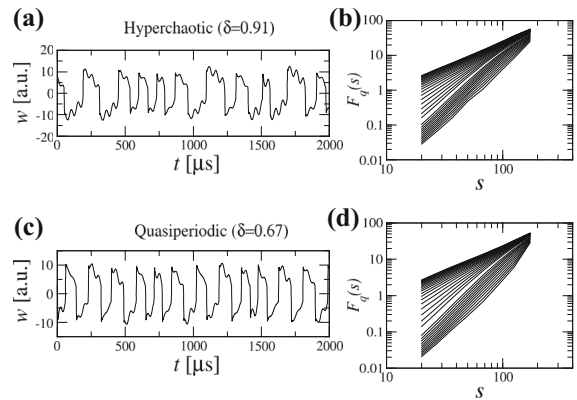 (a)
Hyperchaotic (δ=0.91)
20
10
0
-10
20
w [a.u.]
0
500
1000
1500
2000
t [μs]
(b)
100
10
1
0.1
0.01
F_q(s)
10
100
s
(c)
Quasiperiodic (δ=0.67)
10
0
-10
w [a.u.]
0
500
1000
1500
2000
t [μs]
(d)
100
10
1
0.1
0.01
F_q(s)
10
100
s